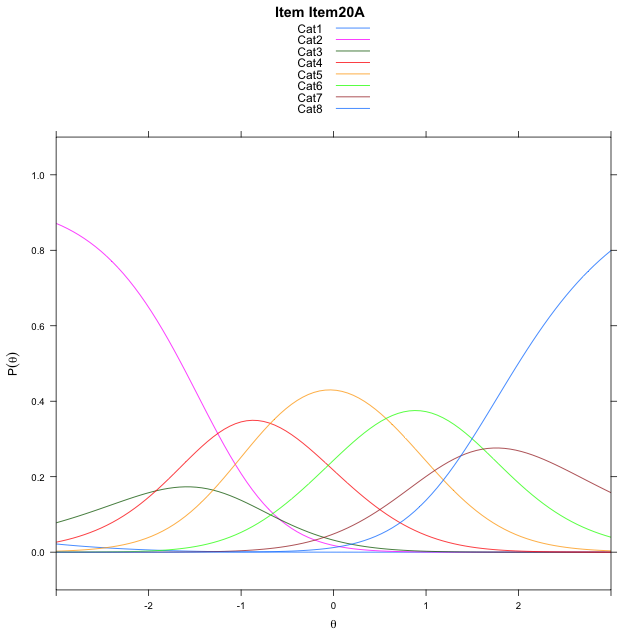 Item Item20A
Cat1
Cat2
Cat3
Cat4
Cat5
Cat6
Cat7
Cat8
1.0
0.8
0.6
0.4
0.2
0.0
P(θ)
-2 -1 0 1 2
θ